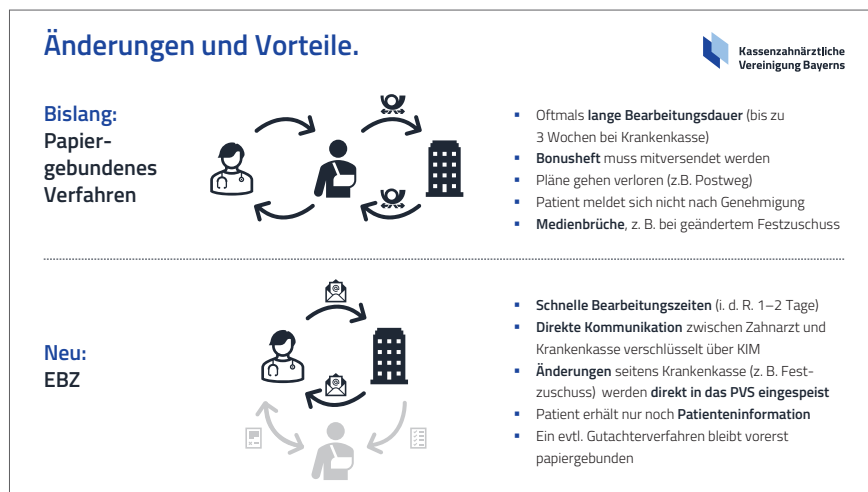 Änderungen und Vorteile.
Kassenzahnärztliche
Vereinigung Bayerns
Bislang:
Papier-
gebundenes
Verfahren
▪ Oftmals lange Bearbeitungsdauer (bis zu
3 Wochen bei Krankenkasse)
▪ Bonusheft muss mitversendet werden
▪ Pläne gehen verloren (z.B. Postweg)
▪ Patient meldet sich nicht nach Genehmigung
▪ Medienbrüche, z. B. bei geändertem Festzuschuss
Neu:
EBZ
@
@
▪ Schnelle Bearbeitungszeiten (i. d. R. 1–2 Tage)
▪ Direkte Kommunikation zwischen Zahnarzt und
Krankenkasse verschlüsselt über KIM
▪ Änderungen seitens Krankenkasse (z. B. Fest-
zuschuss) werden direkt in das PVS eingespeist
▪ Patient erhält nur noch Patienteninformation
▪ Ein evtl. Gutachterverfahren bleibt vorerst
papiergebunden